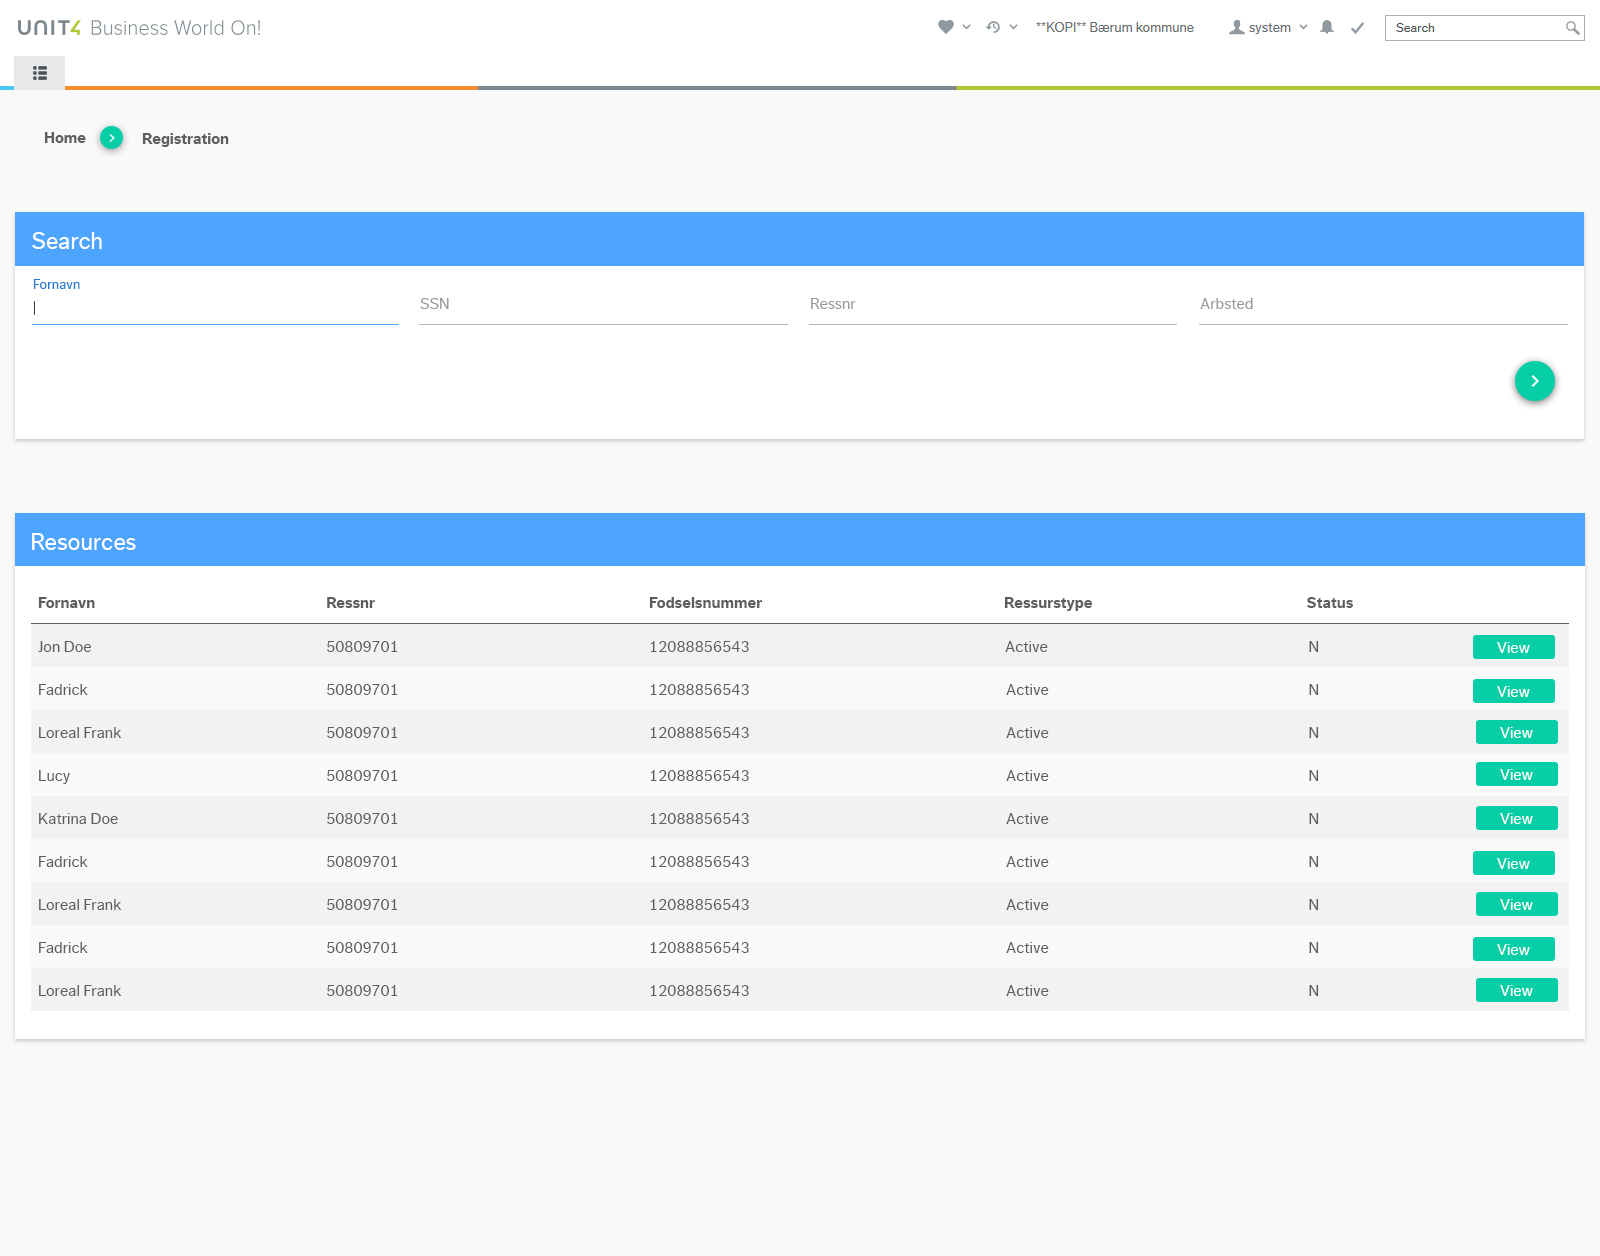 UNIT4 Business World On!
**KOPI** Bærum kommune system Search
Home Registration
Search
Fornavn
SSN Ressnr Arbsted
Resources
Fornavn Ressnr Fodselsnummer Ressurstype Status
Jon Doe 50809701 12088856543 Active N View
Fadrick 50809701 12088856543 Active N View
Loreal Frank 50809701 12088856543 Active N View
Lucy 50809701 12088856543 Active N View
Katrina Doe 50809701 12088856543 Active N View
Fadrick 50809701 12088856543 Active N View
Loreal Frank 50809701 12088856543 Active N View
Fadrick 50809701 12088856543 Active N View
Loreal Frank 50809701 12088856543 Active N View